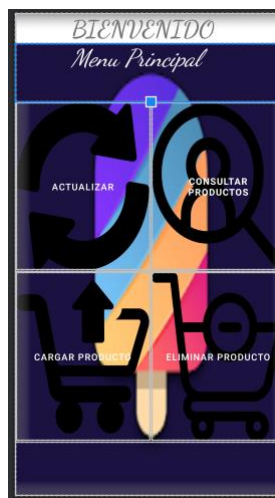 BIENVENIDO
Menu Principal
ACTUALIZAR
CONSULTAR
PRODUCTOS
CARGAR PRODUCTO
ELIMINAR PRODUCTO